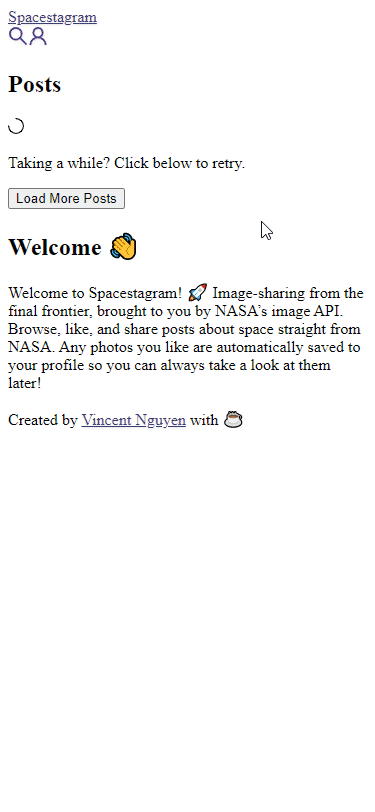 Spacestagram
Posts
Taking a while? Click below to retry.
Load More Posts
Welcome 👋
Welcome to Spacestagram! 🚀 Image-sharing from the
final frontier, brought to you by NASA’s image API.
Browse, like, and share posts about space straight from
NASA. Any photos you like are automatically saved to
your profile so you can always take a look at them
later!
Created by Vincent Nguyen with ☕